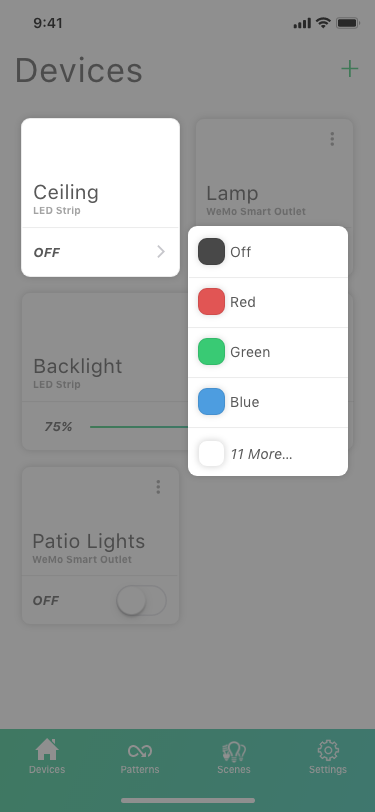 9:41
Devices
Ceiling
LED Strip
OFF
Lamp
WeMo Smart Outlet
Off
Red
Green
Blue
11 More...
Backlight
LED Strip
75%
Patio Lights
WeMo Smart Outlet
OFF
Devices Patterns Scenes Settings